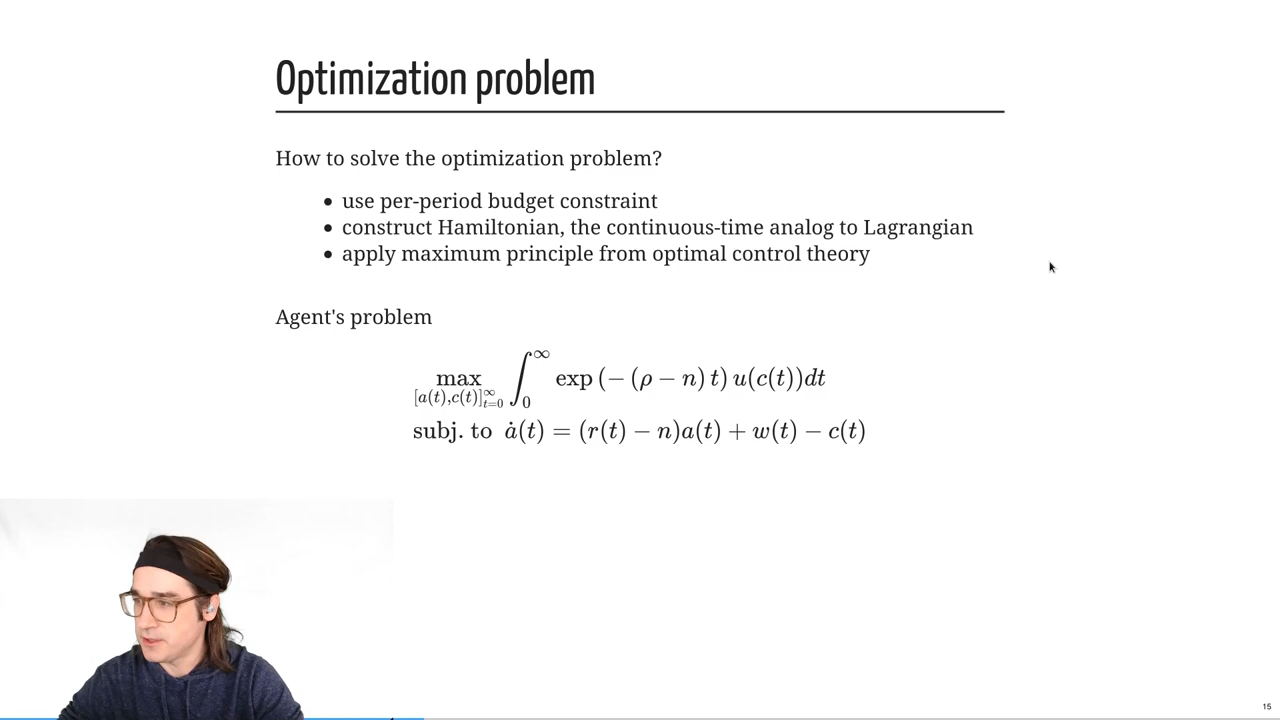 Optimization problem
How to solve the optimization problem?
• use per-period budget constraint
• construct Hamiltonian, the continuous-time analog to Lagrangian
• apply maximum principle from optimal control theory
Agent's problem
max_{[a(t),c(t)]_{t=0}^∞} ∫_0^∞ exp (− (ρ − n) t) u(c(t))dt
subj. to ȧ(t) = (r(t) − n)a(t) + w(t) − c(t)
15